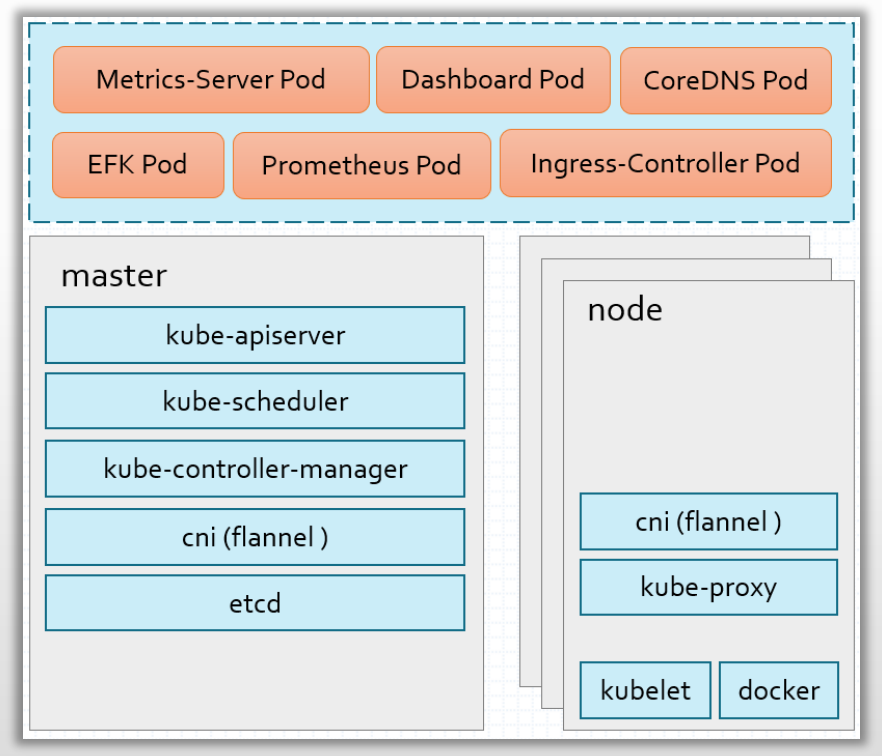 Metrics-Server Pod
Dashboard Pod
CoreDNS Pod
EFK Pod
Prometheus Pod
Ingress-Controller Pod
master
kube-apiserver
kube-scheduler
kube-controller-manager
cni (flannel )
etcd
node
cni (flannel )
kube-proxy
kubelet
docker